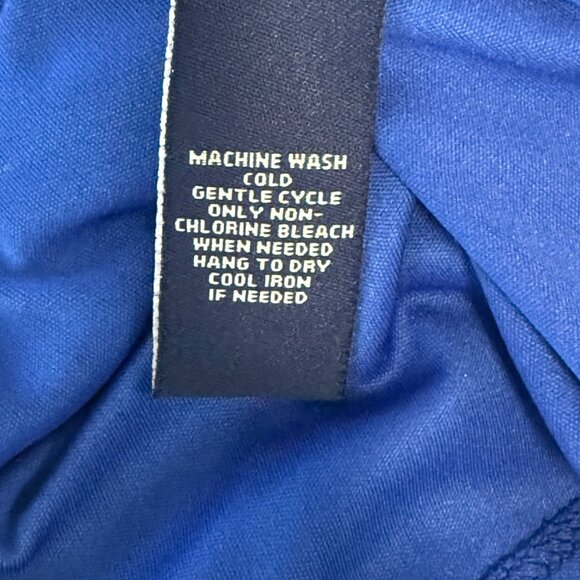 MACHINE WASH
COLD
GENTLE CYCLE
ONLY NON-
CHLORINE BLEACH
WHEN NEEDED
HANG TO DRY
COOL IRON
IF NEEDED